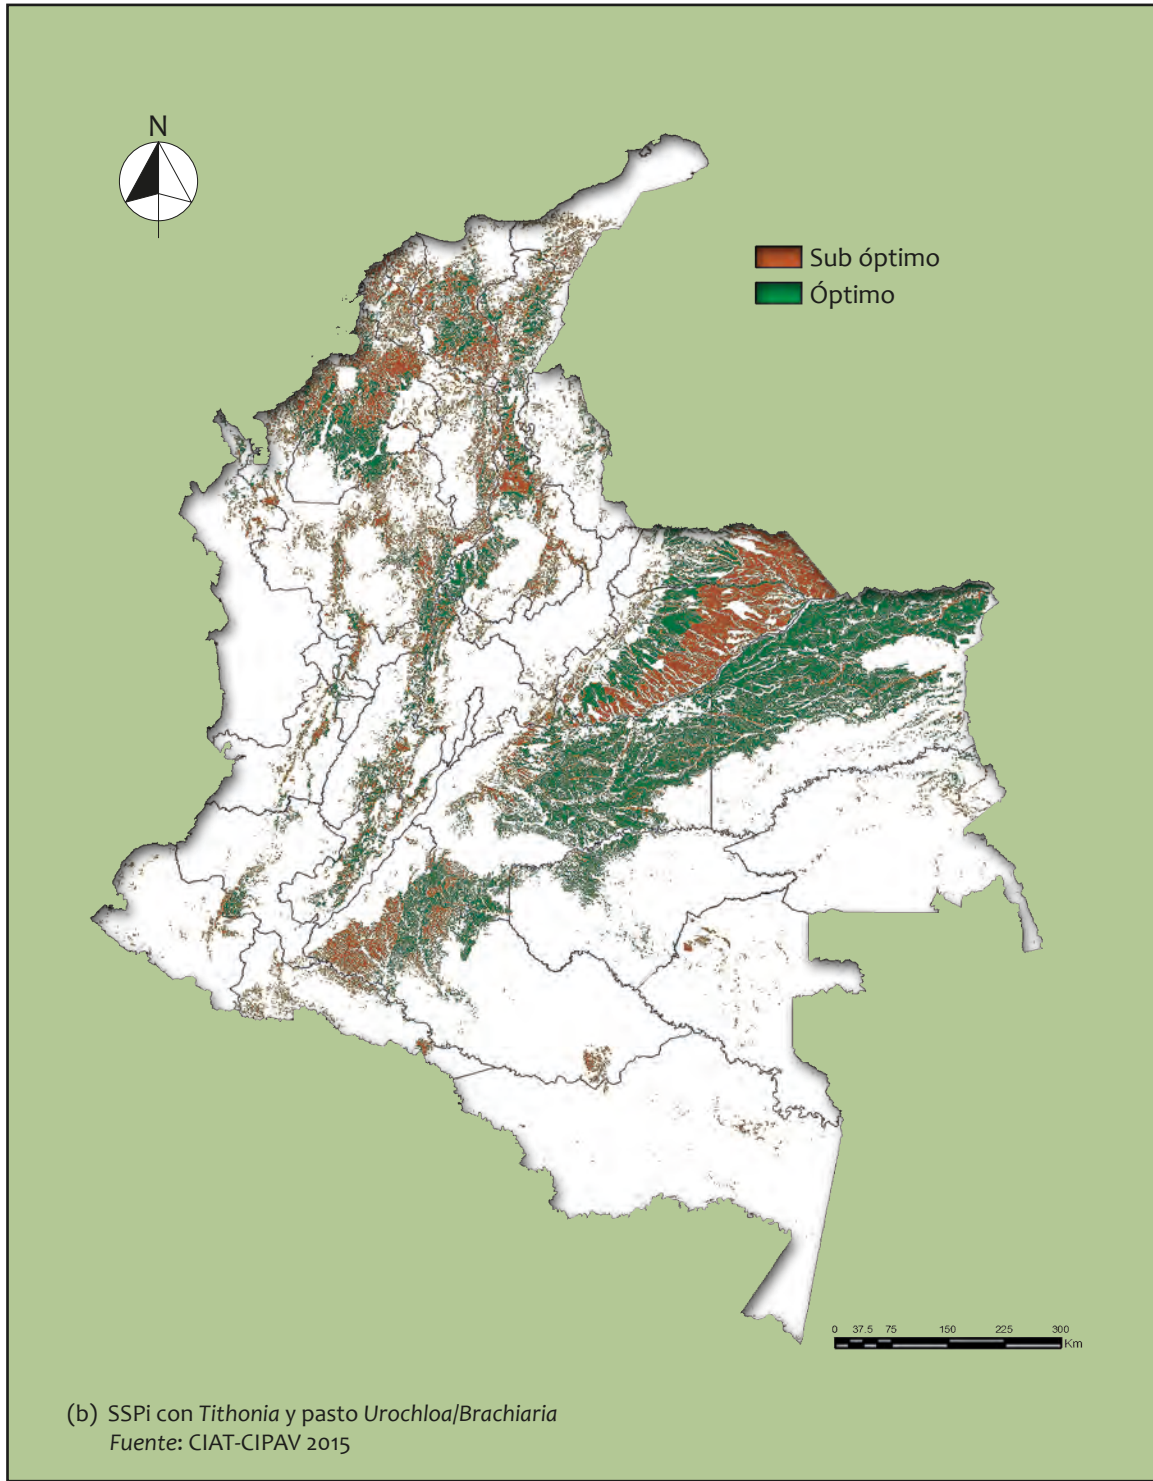 N
Sub óptimo
Óptimo
0 37.5 75 150 225 300
Km
(b) SSPi con Tithonia y pasto Urochloa/Brachiaria
Fuente: CIAT-CIPAV 2015